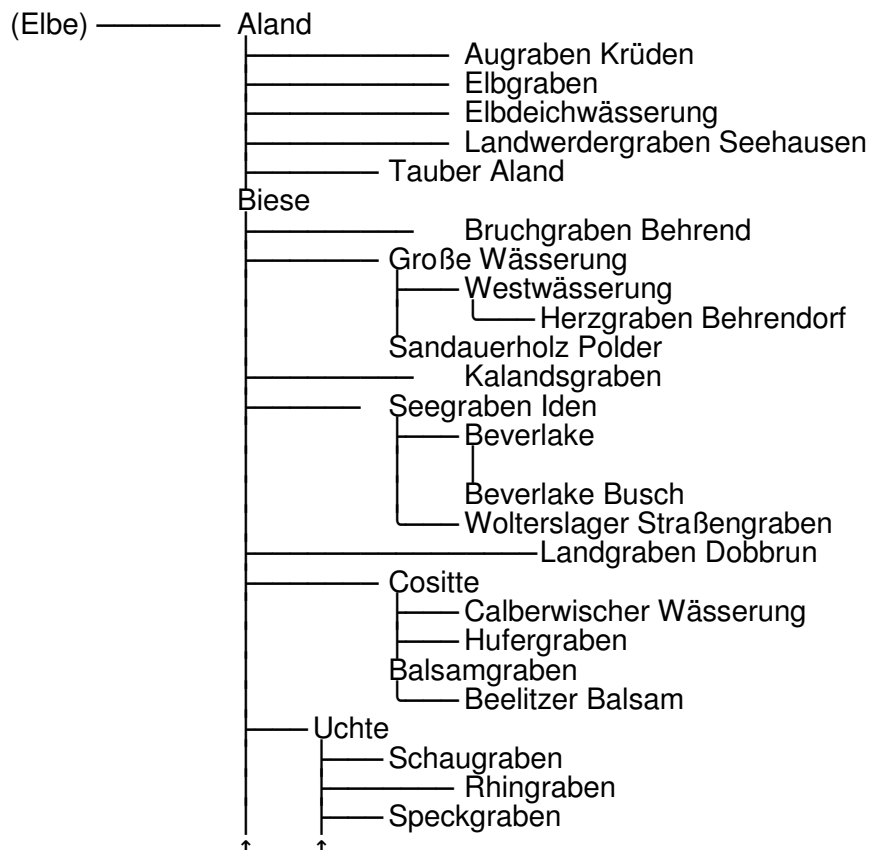 (Elbe) Aland
Augraben Krüden
Elbgraben
Elbdeichwässerung
Landwerdergraben Seehausen
Tauber Aland
Biese
Bruchgraben Behrend
Große Wässerung
Westwässerung
Herzgraben Behrendorf
Sandauerholz Polder
Kalandsgraben
Seegraben Iden
Beverlake
Beverlake Busch
Wolterslager Straßengraben
Landgraben Dobbrun
Cositte
Calberwischer Wässerung
Hufergraben
Balsamgraben
Beelitzer Balsam
Uchte
Schaugraben
Rhingraben
Speckgraben